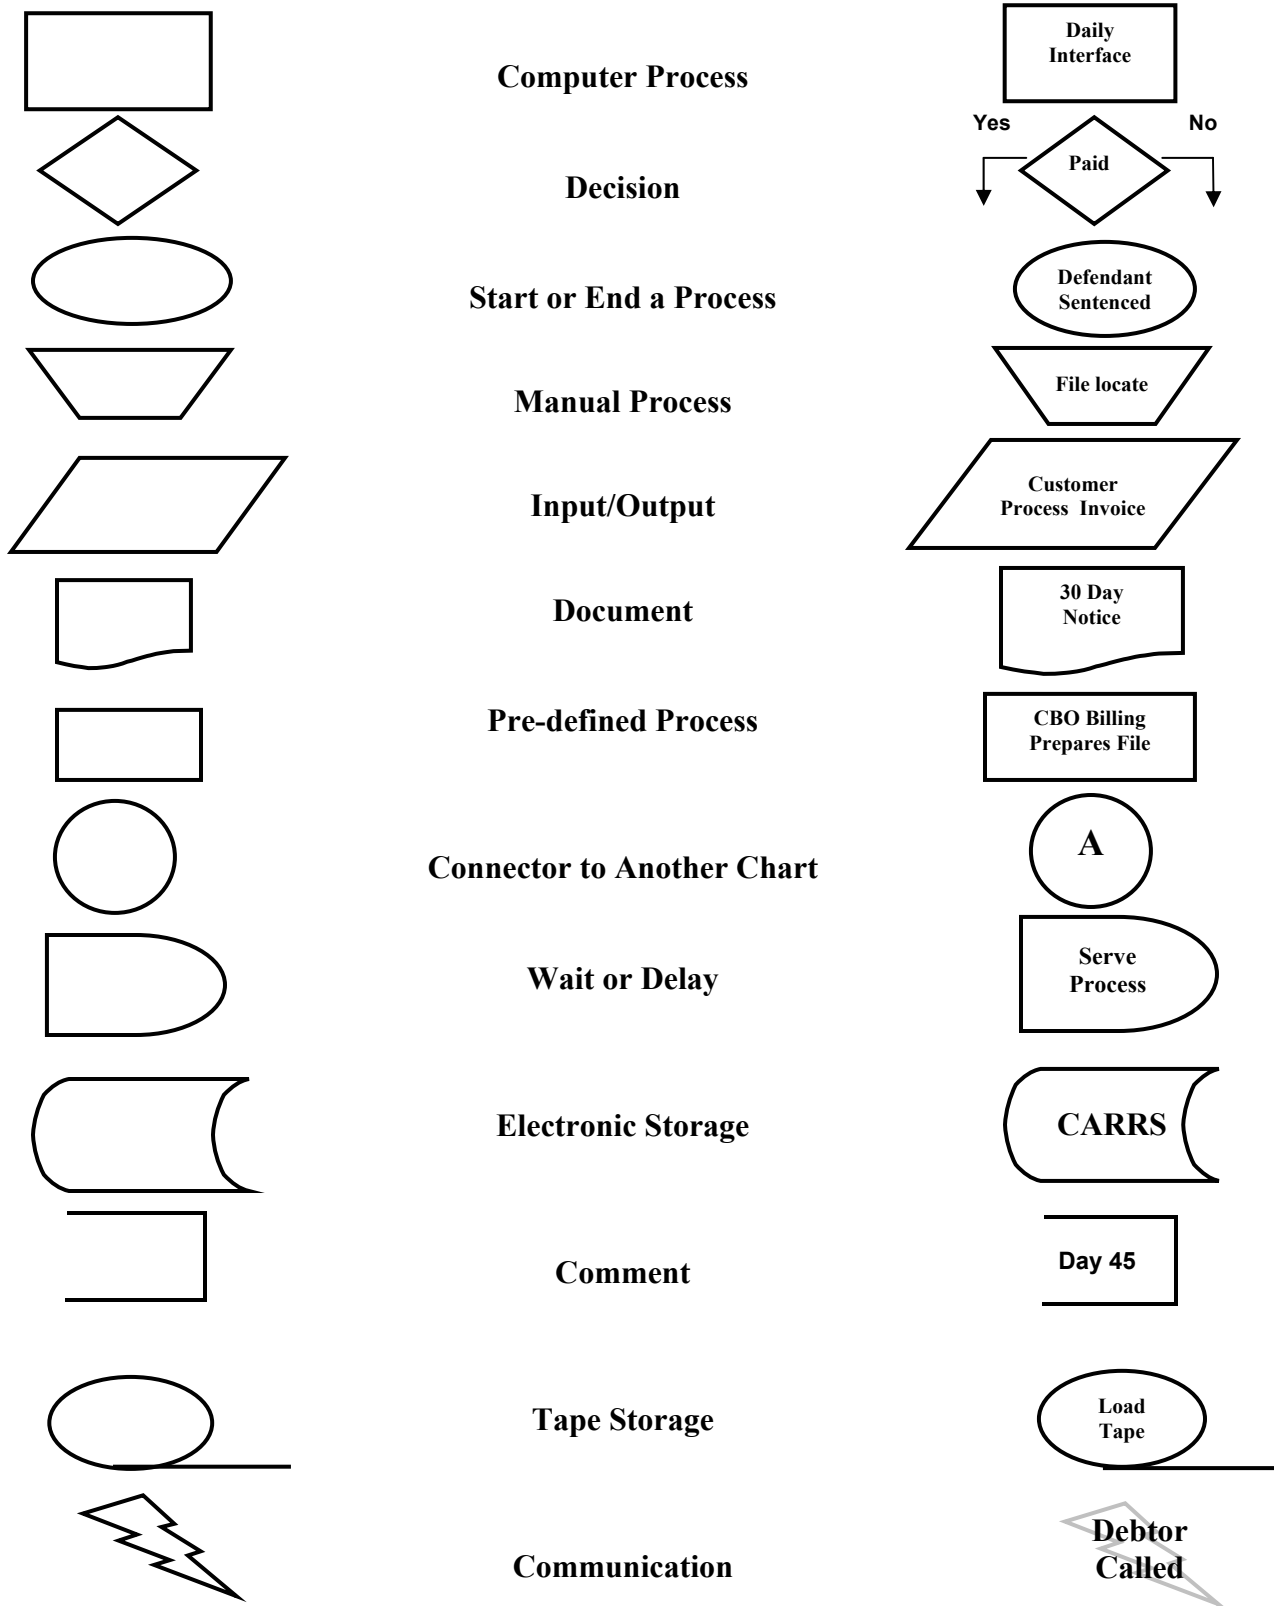 Computer Process
Daily
Interface
Yes
No
Decision
Paid
Start or End a Process
Defendant
Sentenced
Manual Process
File locate
Input/Output
Customer
Process Invoice
Document
30 Day
Notice
Pre-defined Process
CBO Billing
Prepares File
Connector to Another Chart
A
Wait or Delay
Serve
Process
Electronic Storage
CARRS
Comment
Day 45
Tape Storage
Load
Tape
Communication
Debtor
Called